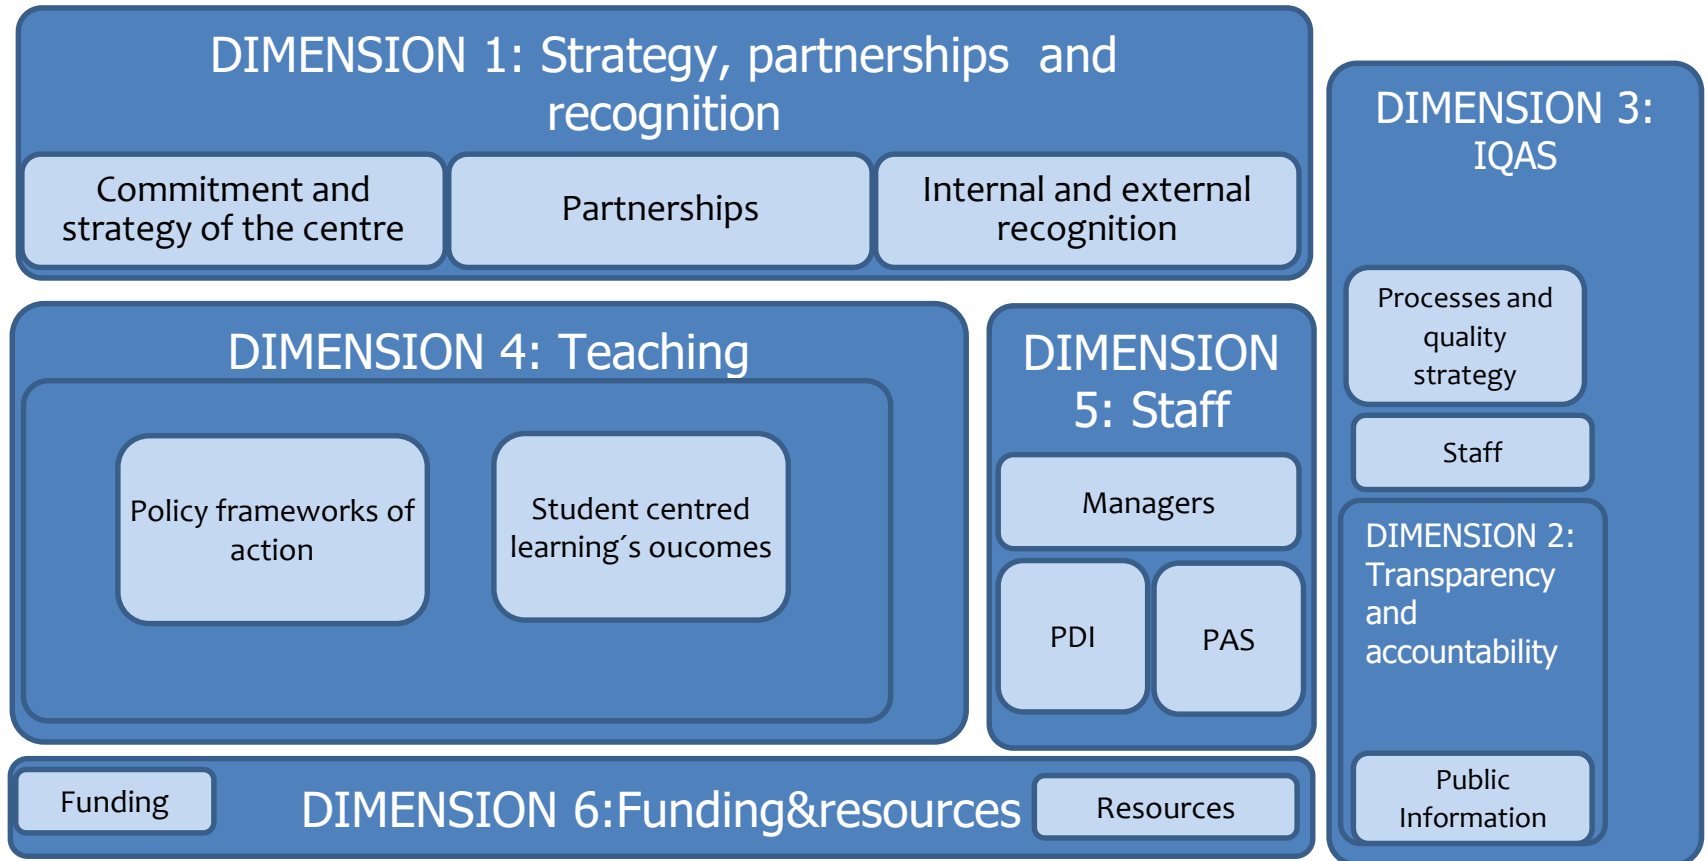 DIMENSION 1: Strategy, partnerships and
recognition
Commitment and
strategy of the centre
Partnerships
Internal and external
recognition
DIMENSION 4: Teaching
Policy frameworks of
action
Student centred
learning´s oucomes
DIMENSION
5: Staff
Managers
PDI
PAS
DIMENSION 6:Funding&resources
Funding
Resources
DIMENSION 3:
IQAS
Processes and
quality
strategy
Staff
DIMENSION 2:
Transparency
and
accountability
Public
Information